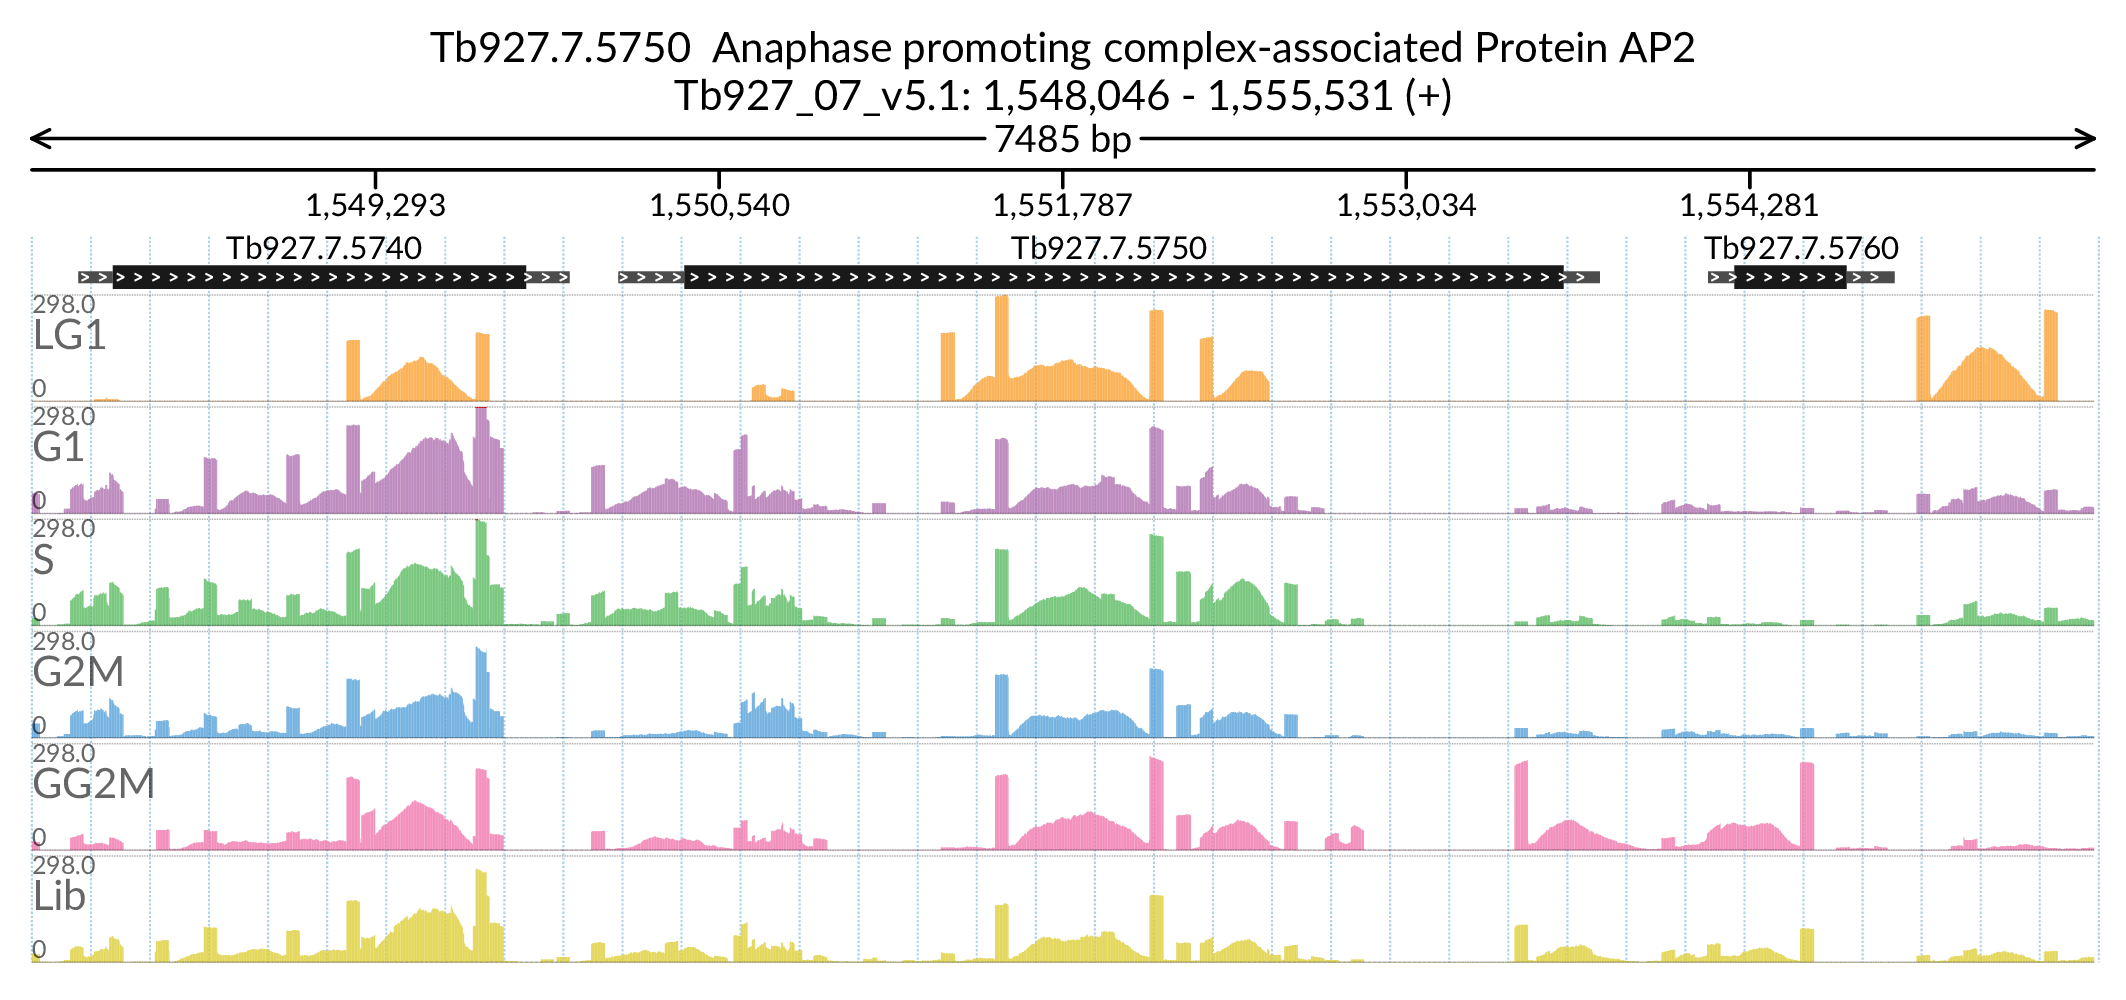 Tb927.7.5750  Anaphase promoting complex-associated Protein AP2
Tb927_07_v5.1: 1,548,046 - 1,555,531 (+)
7485 bp
1,549,293 1,550,540 1,551,787 1,553,034 1,554,281
Tb927.7.5740 Tb927.7.5750 Tb927.7.5760
298.0
LG1
0
298.0
G1
0
298.0
S
0
298.0
G2M
0
298.0
GG2M
0
298.0
Lib
0